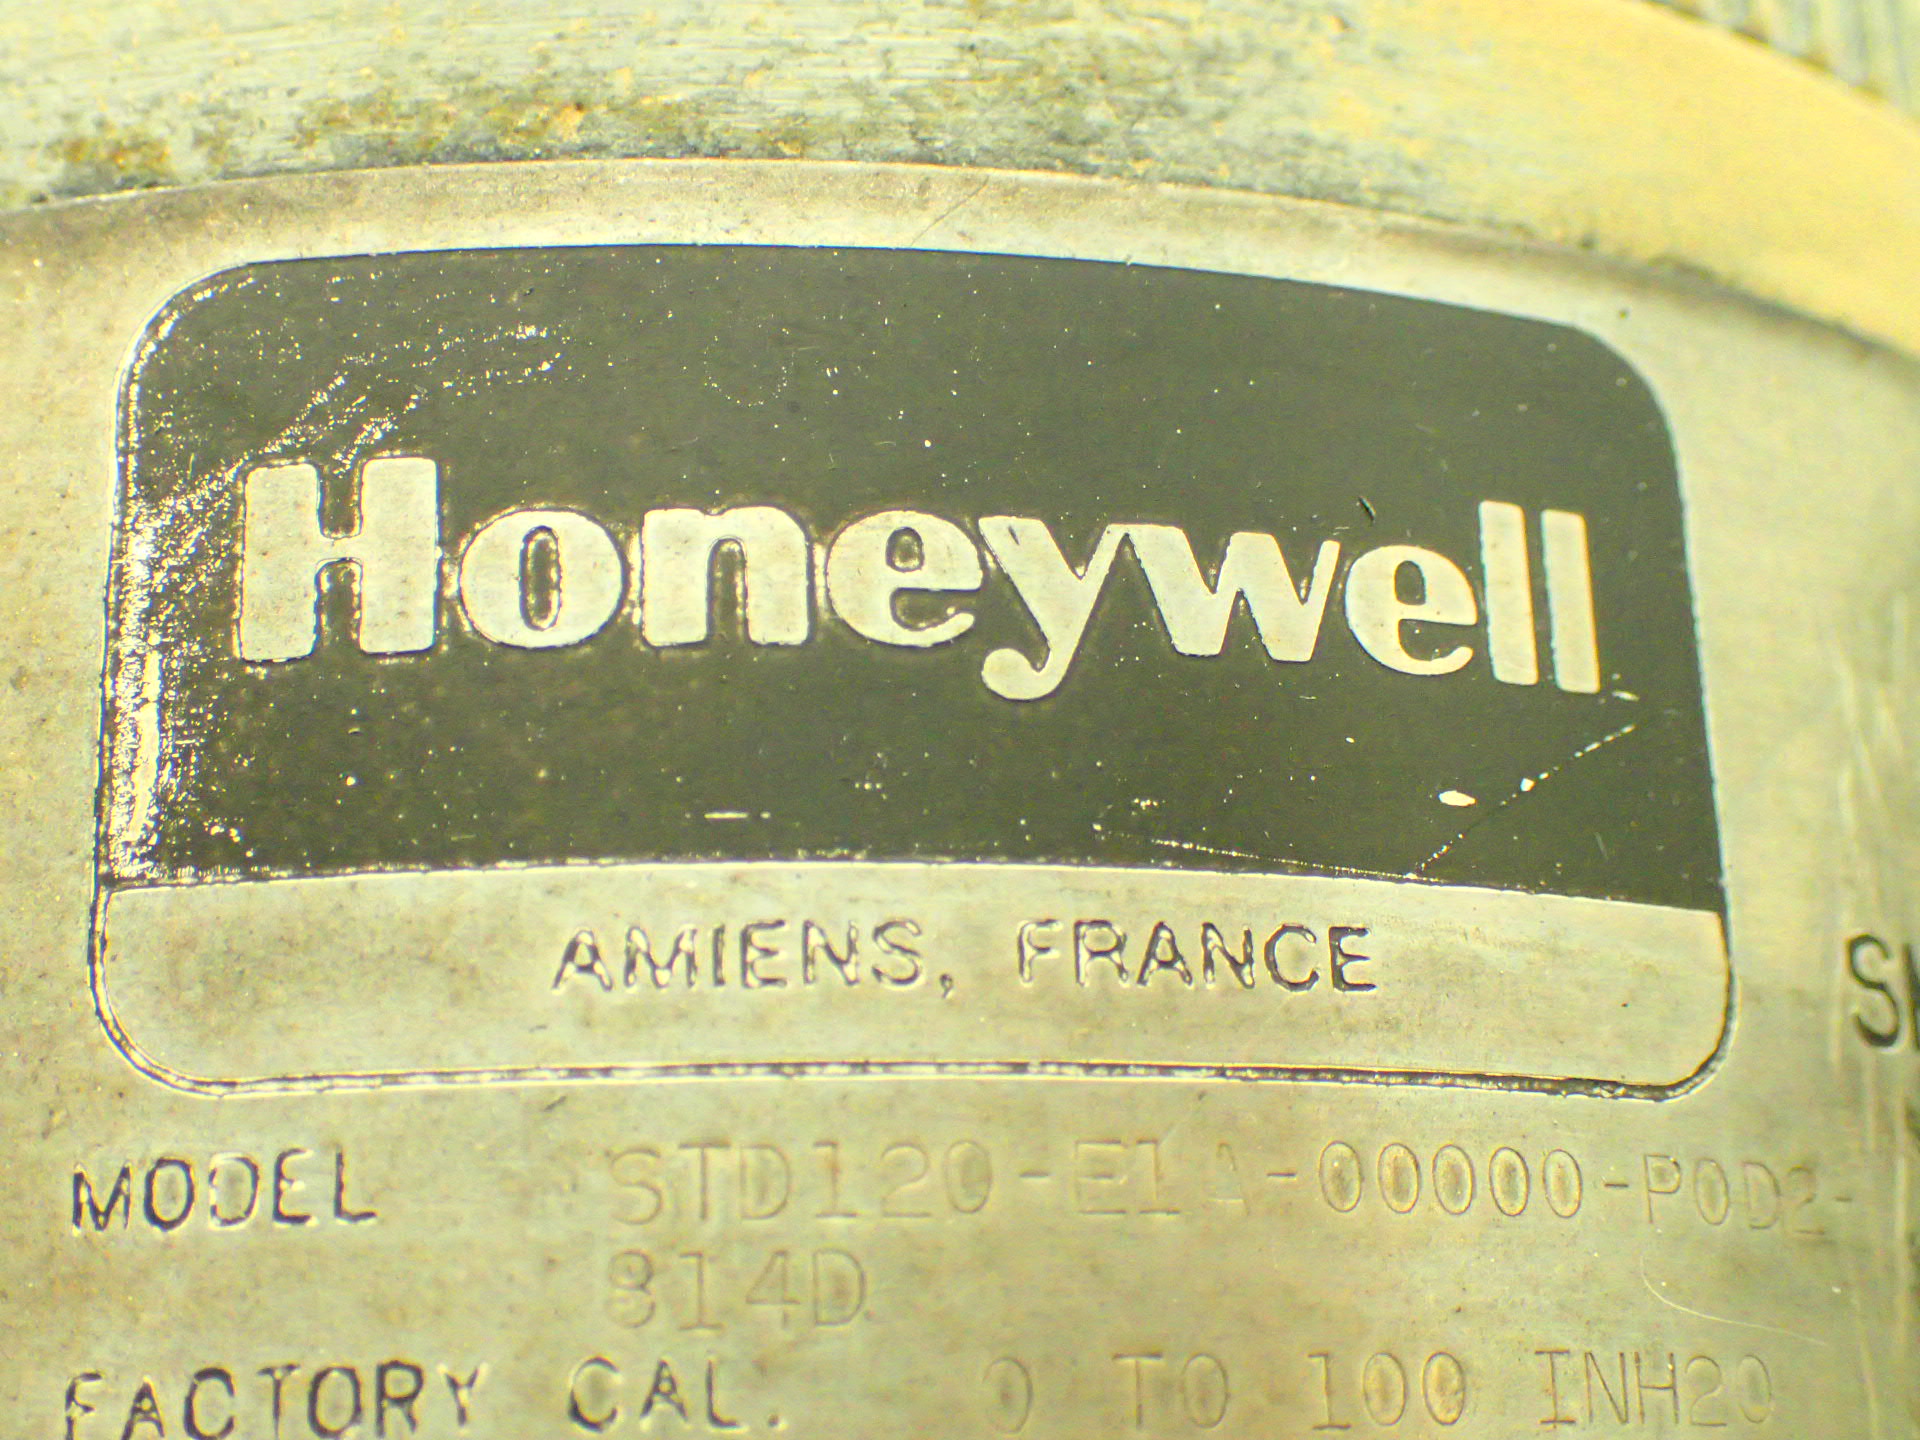 Honeywell
AMIENS, FRANCE
MODEL STD120-E1A-00000-P0D2-
814D
FACTORY CAL. 0 TO 100 INH20